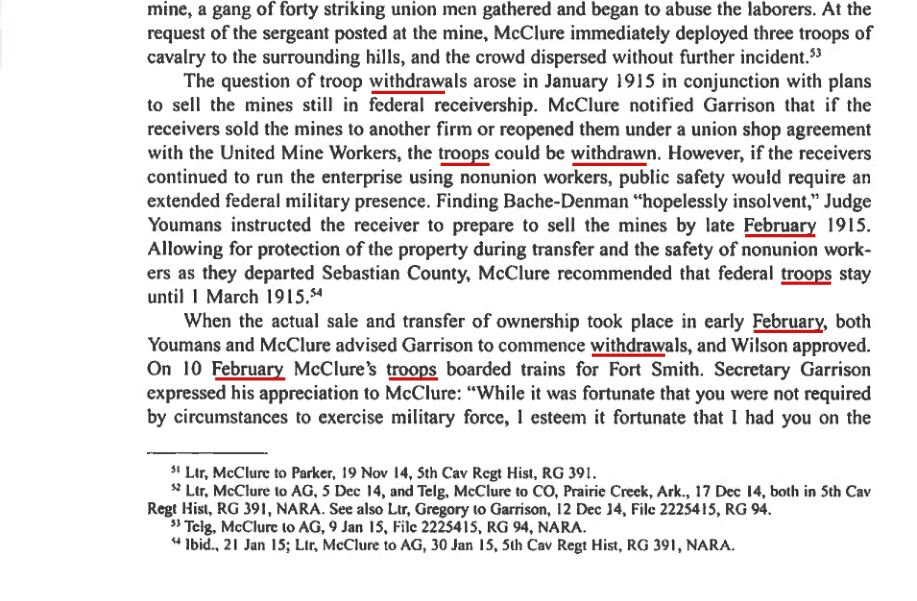 mine, a gang of forty striking union men gathered and began to abuse the laborers. At the
request of the sergeant posted at the mine, McClure immediately deployed three troops of
cavalry to the surrounding hills, and the crowd dispersed without further incident.⁵³
The question of troop withdrawals arose in January 1915 in conjunction with plans
to sell the mines still in federal receivership. McClure notified Garrison that if the
receivers sold the mines to another firm or reopened them under a union shop agreement
with the United Mine Workers, the troops could be withdrawn. However, if the receivers
continued to run the enterprise using nonunion workers, public safety would require an
extended federal military presence. Finding Bache-Denman “hopelessly insolvent,” Judge
Youmans instructed the receiver to prepare to sell the mines by late February 1915.
Allowing for protection of the property during transfer and the safety of nonunion work-
ers as they departed Sebastian County, McClure recommended that federal troops stay
until 1 March 1915.⁵⁴
When the actual sale and transfer of ownership took place in early February, both
Youmans and McClure advised Garrison to commence withdrawals, and Wilson approved.
On 10 February McClure’s troops boarded trains for Fort Smith. Secretary Garrison
expressed his appreciation to McClure: “While it was fortunate that you were not required
by circumstances to exercise military force, I esteem it fortunate that I had you on the
⁵¹ Ltr, McClure to Parker, 19 Nov 14, 5th Cav Regt Hist, RG 391.
⁵² Ltr, McClure to AG, 5 Dec 14, and Telg, McClure to CO, Prairie Creek, Ark., 17 Dec 14, both in 5th Cav
Regt Hist, RG 391, NARA. See also Ltr, Gregory to Garrison, 12 Dec 14, File 2225415, RG 94.
⁵³ Telg, McClure to AG, 9 Jan 15, File 2225415, RG 94, NARA.
⁵⁴ Ibid., 21 Jan 15; Ltr, McClure to AG, 30 Jan 15, 5th Cav Regt Hist, RG 391, NARA.